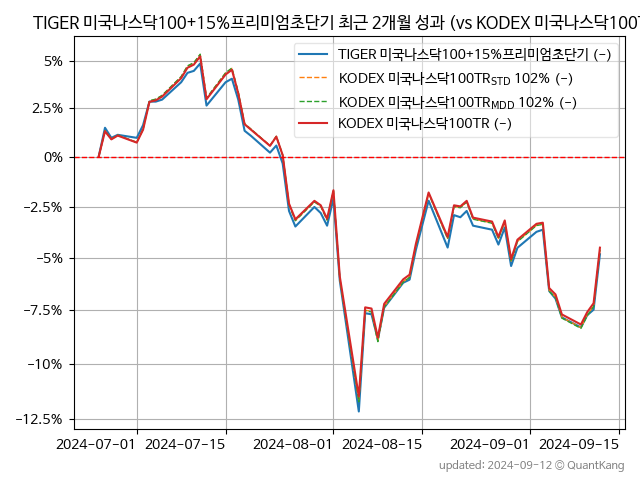 TIGER 미국나스닥100+15%프리미엄초단기 최근 2개월 성과 (vs KODEX 미국나스닥100T
TIGER 미국나스닥100+15%프리미엄초단기 (−)
KODEX 미국나스닥100TRSTD 102% (−)
KODEX 미국나스닥100TRMDD 102% (−)
KODEX 미국나스닥100TR (−)
5%
2.5%
0%
−2.5%
−5%
−7.5%
−10%
−12.5%
2024-07-01 2024-07-15 2024-08-01 2024-08-15 2024-09-01 2024-09-15
updated: 2024-09-12 © QuantKang